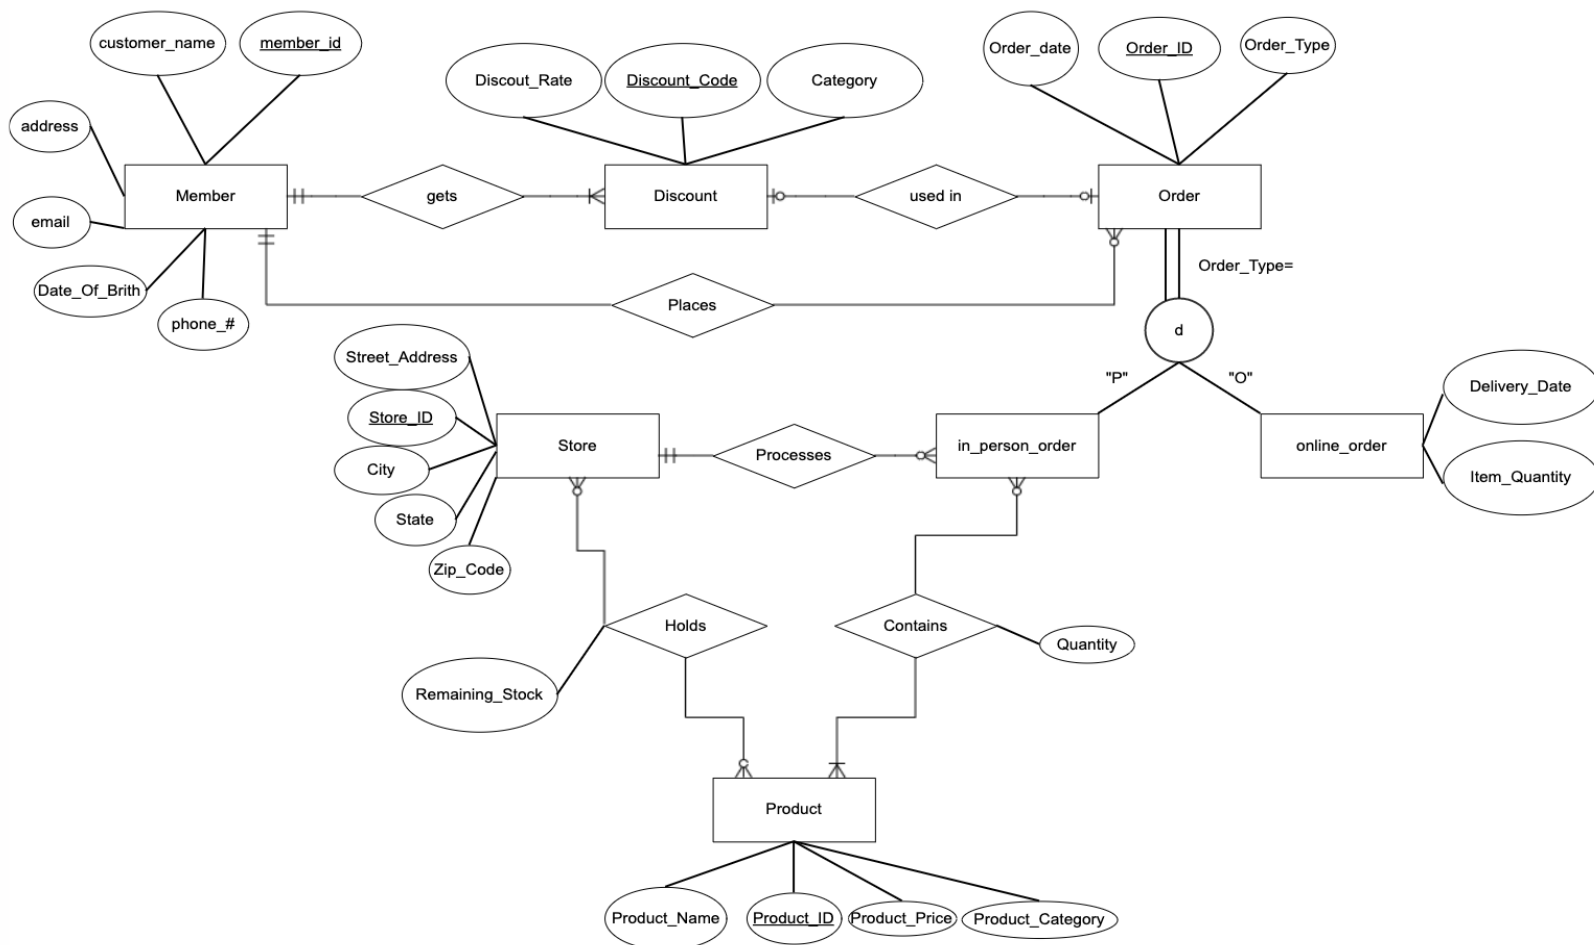 customer_name
member_id
address
email
Date_Of_Brith
phone_#
Member
gets
Discout_Rate
Discount_Code
Category
Discount
used in
Order_date
Order_ID
Order_Type
Order
Places
Order_Type=
d
"P"
"O"
Street_Address
Store_ID
City
State
Zip_Code
Store
Processes
in_person_order
online_order
Delivery_Date
Item_Quantity
Holds
Remaining_Stock
Contains
Quantity
Product
Product_Name
Product_ID
Product_Price
Product_Category